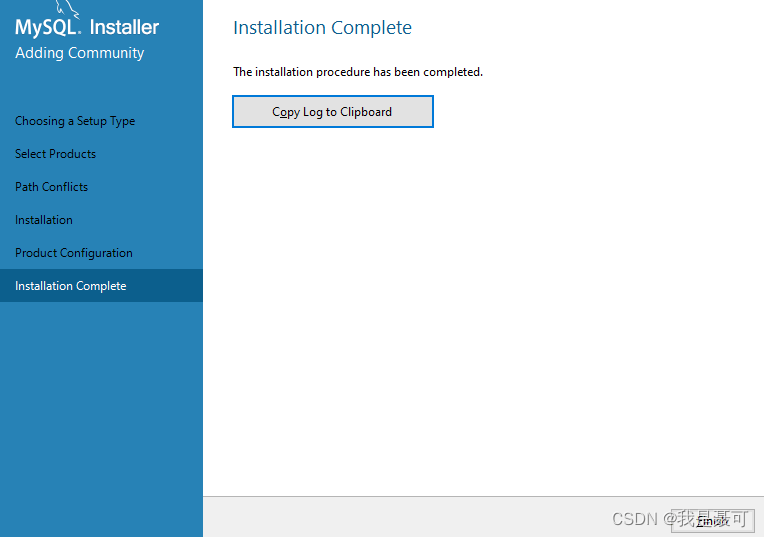 MySQL. Installer
Adding Community
Choosing a Setup Type
Select Products
Path Conflicts
Installation
Product Configuration
Installation Complete
Installation Complete
The installation procedure has been completed.
Copy Log to Clipboard
Finish
CSDN @我是聂可